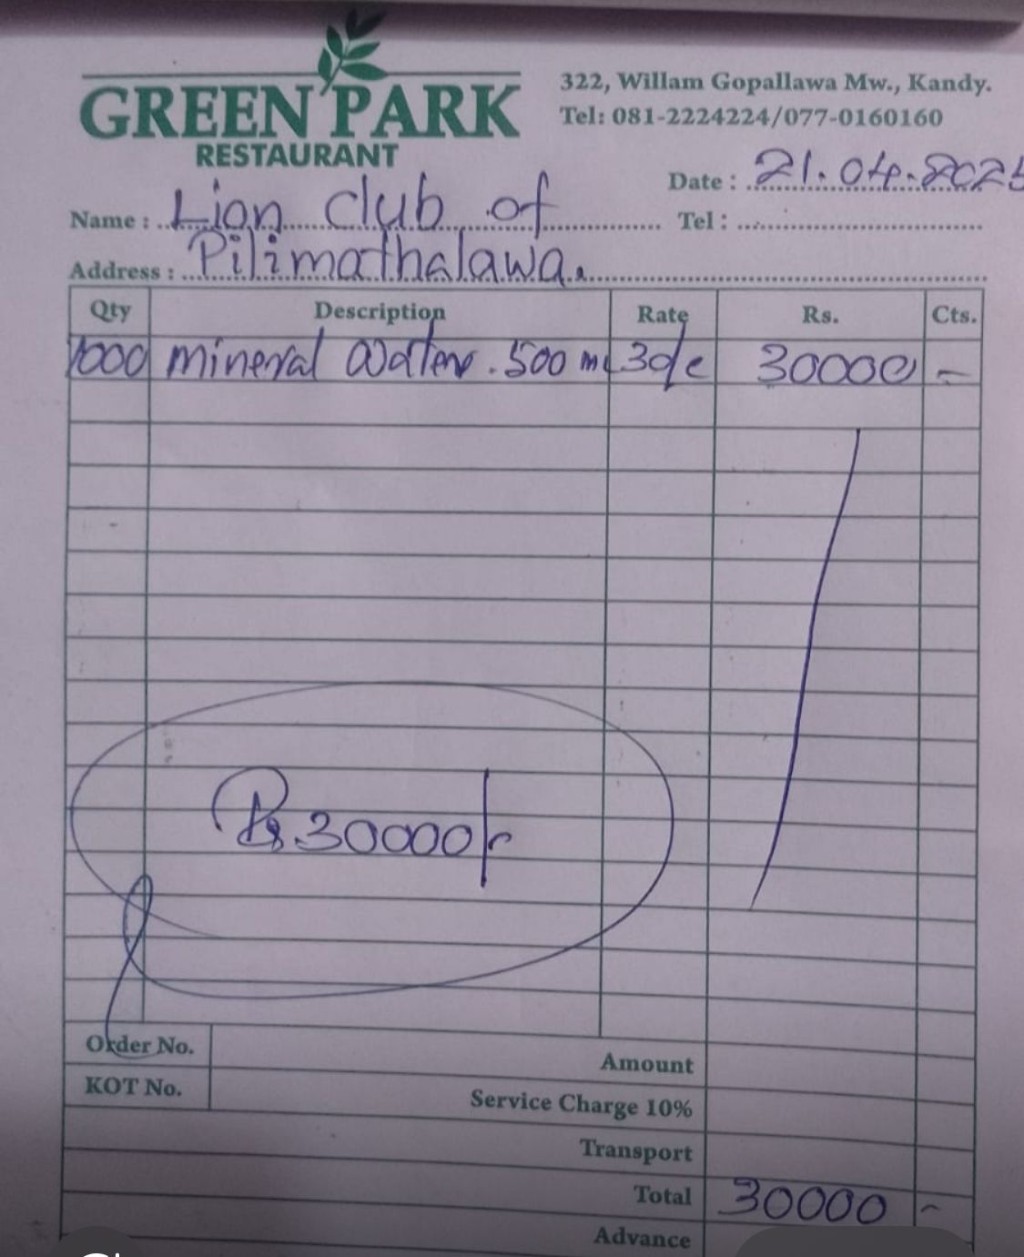 GREEN PARK
RESTAURANT
322, Willam Gopallawa Mw., Kandy.
Tel: 081-2224224/077-0160160
Date : 21.04.2025
Name : Lion club of
Tel :
Address : Pilimathalawa.
Qty Description Rate Rs. Cts.
1000 mineral Water . 500 ml 30/c 30000 -
Rs. 30000/-
Order No.
Amount
KOT No.
Service Charge 10%
Transport
Total 30000 -
Advance